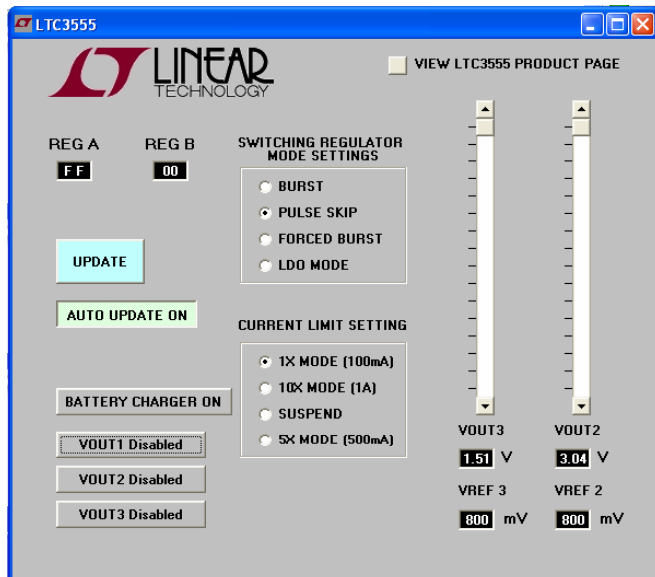 LTC3555
LINEAR
TECHNOLOGY
VIEW LTC3555 PRODUCT PAGE
REG A
REG B
FF
00
SWITCHING REGULATOR
MODE SETTINGS
BURST
PULSE SKIP
FORCED BURST
LDO MODE
UPDATE
AUTO UPDATE ON
CURRENT LIMIT SETTING
1X MODE (100mA)
10X MODE (1A)
SUSPEND
5X MODE (500mA)
BATTERY CHARGER ON
VOUT1 Disabled
VOUT2 Disabled
VOUT3 Disabled
VOUT3
VOUT2
1.51 V
3.04 V
VREF 3
VREF 2
800 mV
800 mV